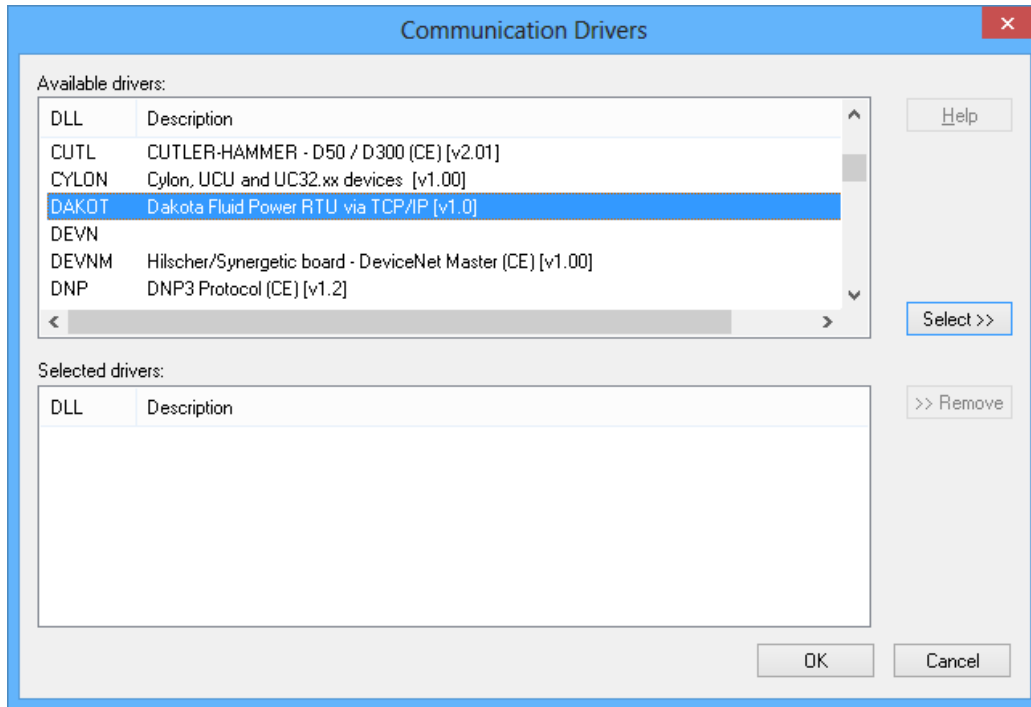 Communication Drivers
Available drivers:
DLL Description Help
CUTL CUTLER-HAMMER - D50 / D300 (CE) [v2.01]
CYLON Cylon, UCU and UC32.xx devices [v1.00]
DAKOT Dakota Fluid Power RTU via TCP/IP [v1.0]
DEVN
DEVNM Hilscher/Synergetic board - DeviceNet Master (CE) [v1.00]
DNP DNP3 Protocol (CE) [v1.2]
Select >>
Selected drivers:
DLL Description >> Remove
OK Cancel